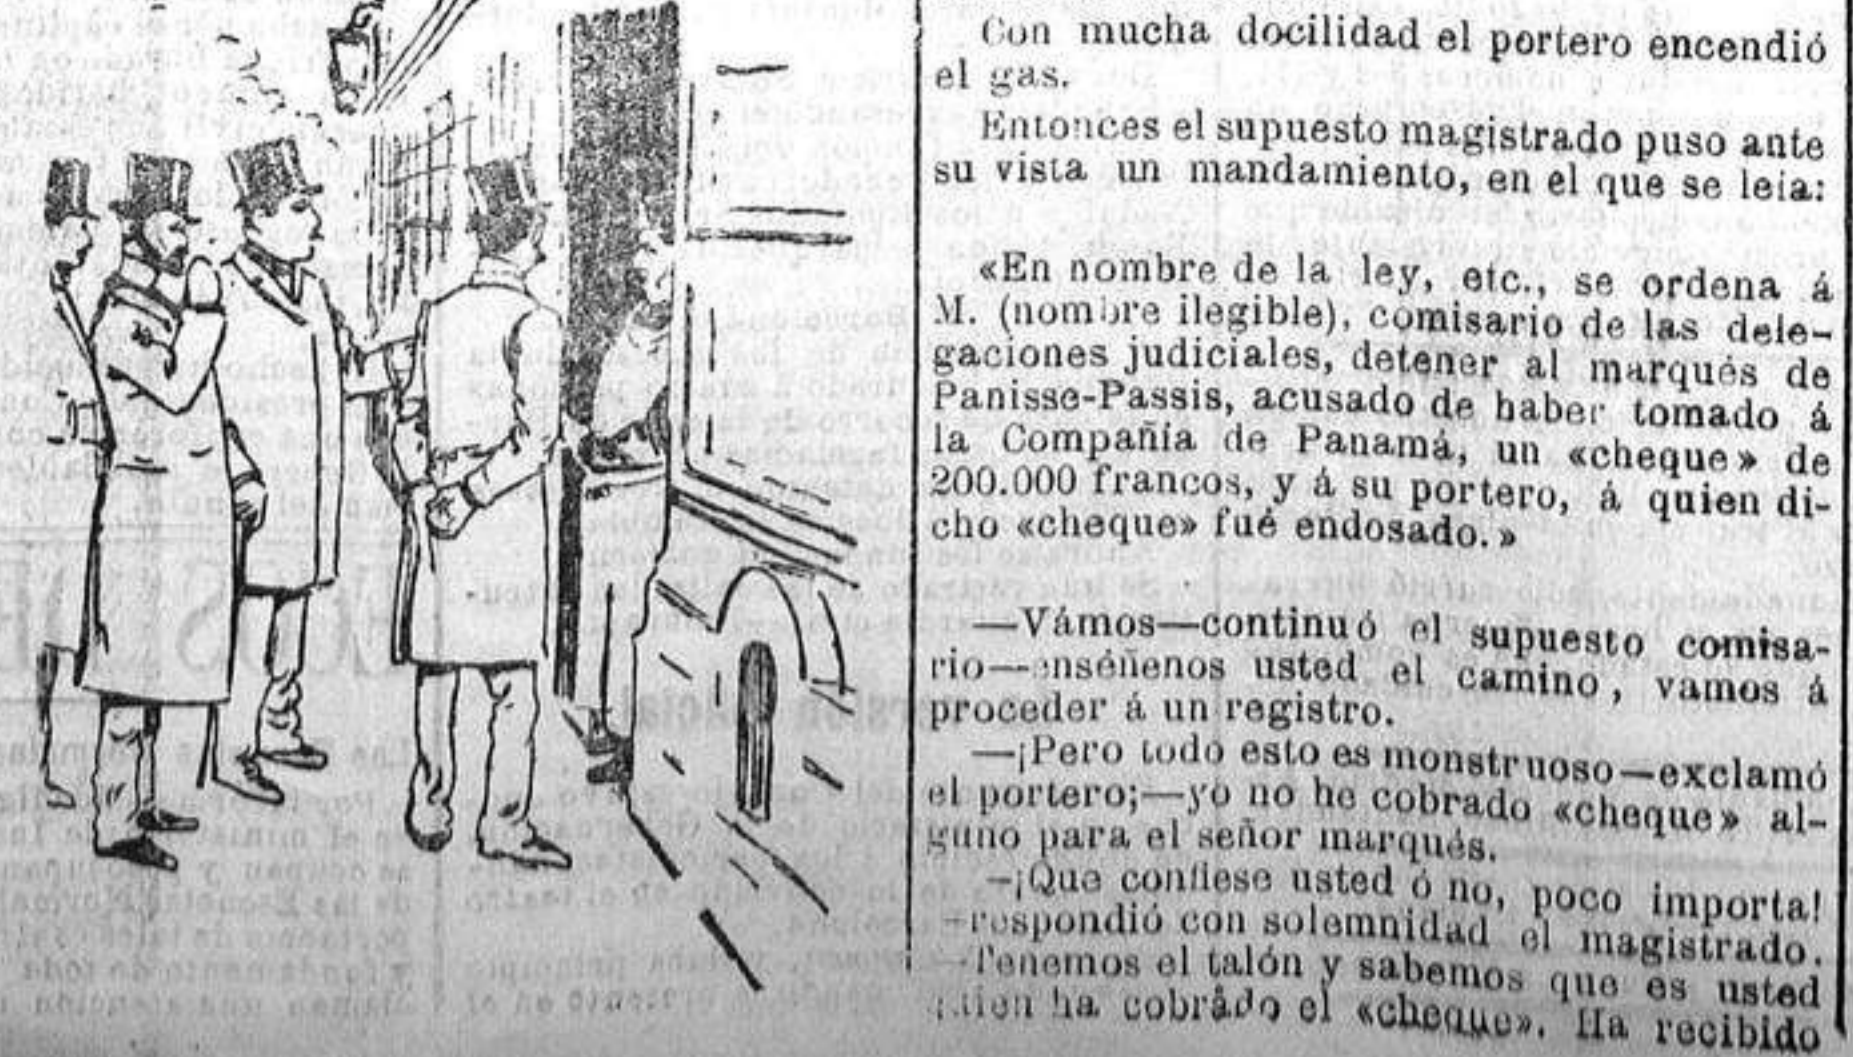 Con mucha docilidad el portero encendió
el gas.
Entonces el supuesto magistrado puso ante
su vista un mandamiento, en el que se leia:
«En nombre de la ley, etc., se ordena á
M. (nombre ilegible), comisario de las dele-
gaciones judiciales, detener al marqués de
Panisse-Passis, acusado de haber tomado á
la Compañía de Panamá, un «cheque» de
200.000 francos, y á su portero, á quien di-
cho «cheque» fué endosado.»
—Vámos—continuó el supuesto comisa-
rio—enséñenos usted el camino, vamos á
proceder á un registro.
—¡Pero todo esto es monstruoso—exclamó
el portero;—yo no he cobrado «cheque» al-
guno para el señor marqués.
—¡Que confiese usted ó no, poco importa!
—respondió con solemnidad el magistrado.
—Tenemos el talón y sabemos que es usted
quien ha cobrado el «cheque». Ha recibido